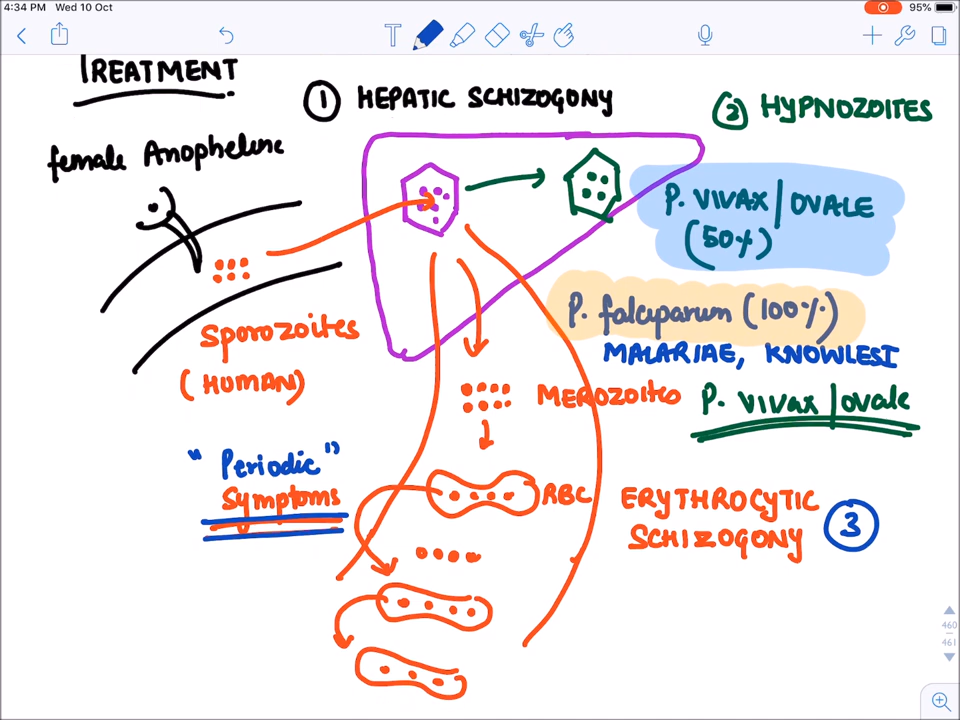 4:34 PM Wed 10 Oct
95%
T
TREATMENT
1 HEPATIC SCHIZOGONY
2 HYPNOZOITES
female Anophelene
P. VIVAX | OVALE
(50%)
P. falciparum (100%)
MALARIAE, KNOWLESI
P. vivax | ovale
Sporozoites
(HUMAN)
MEROZOITES
"Periodic"
Symptoms
RBC
ERYTHROCYTIC
SCHIZOGONY
3
460
461